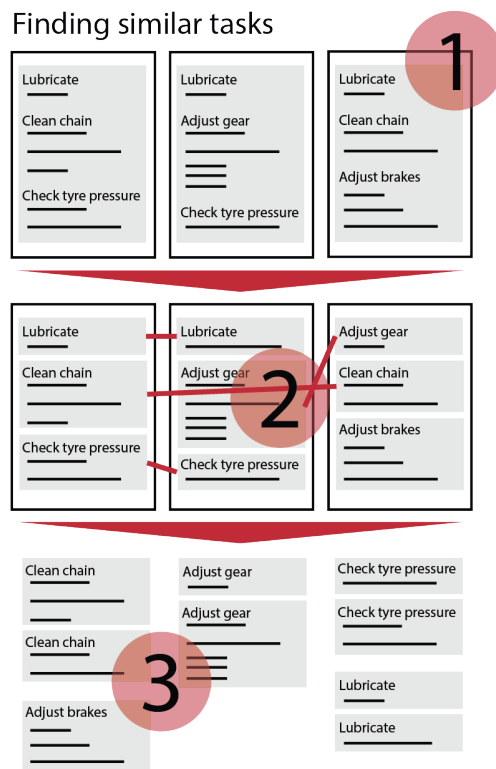 Finding similar tasks
1
Lubricate
Clean chain
Check tyre pressure
Lubricate
Adjust gear
Check tyre pressure
Lubricate
Clean chain
Adjust brakes
2
Lubricate
Clean chain
Check tyre pressure
Lubricate
Adjust gear
Check tyre pressure
Adjust gear
Clean chain
Adjust brakes
3
Clean chain
Clean chain
Adjust brakes
Adjust gear
Adjust gear
Check tyre pressure
Check tyre pressure
Lubricate
Lubricate